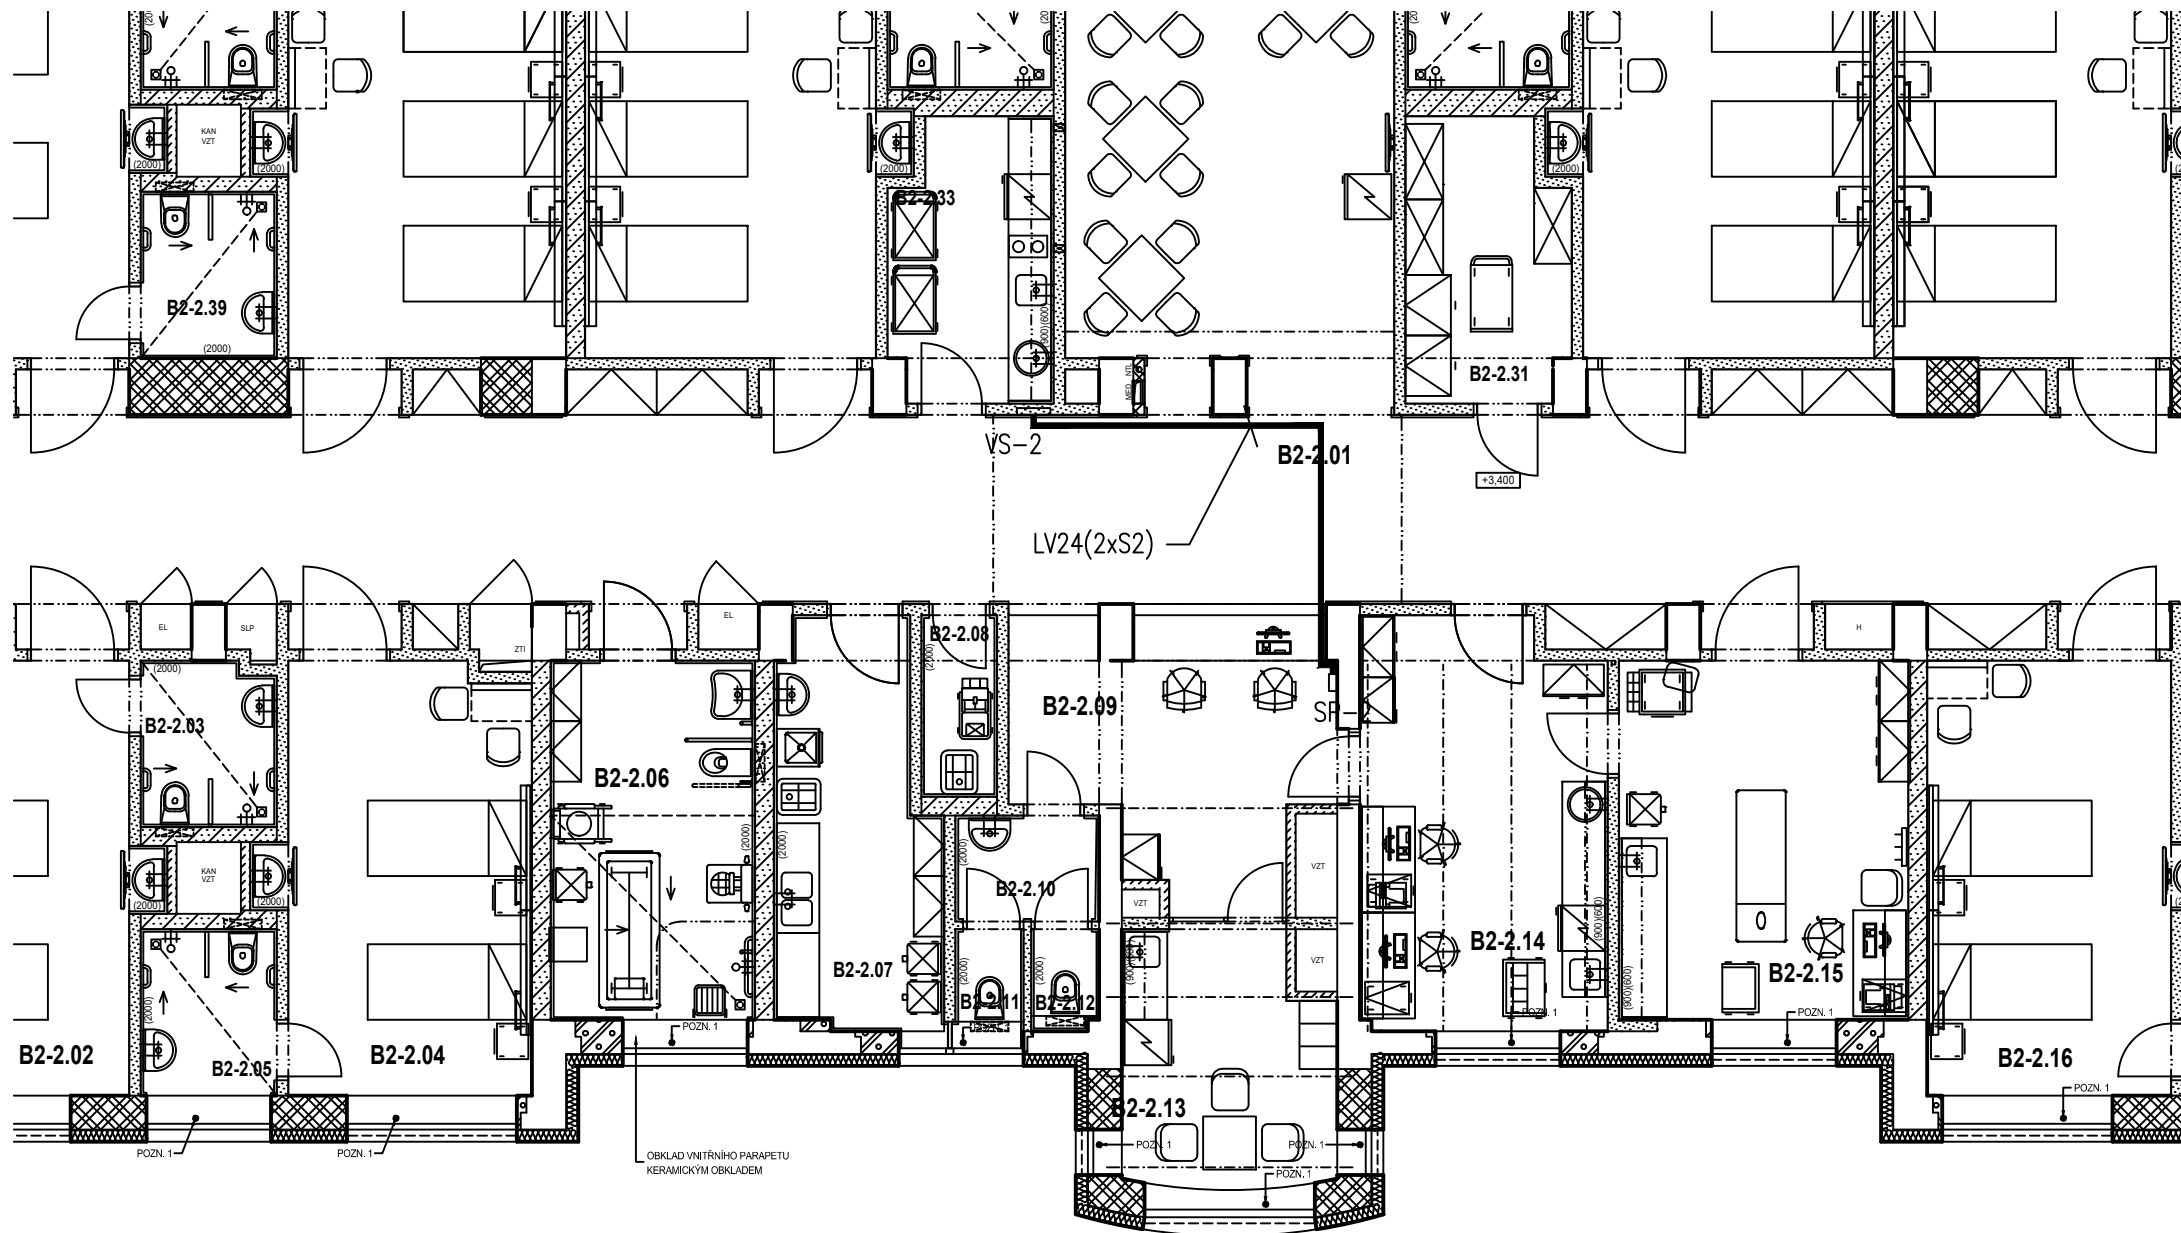 KAN
VZT
(2000)
(2000)
(2000)
(2000)
B2-2.33
B2-2.39
(2000)
(900)(600)
B2-2.31
MED.
NTL
VS-2
B2-2.01
+3,400
LV24(2xS2)
EL
SLP
ZTI
EL
H
B2-2.08
(2000)
(2000)
B2-2.03
B2-2.09
B2-2.06
(2000)
(2000)
(2000)
KAN
VZT
(2000)
(2000)
B2-2.10
VZT
VZT
VZT
B2-2.14
B2-2.15
(900)(600)
(900)(600)
B2-2.07
(2000)
(2000)
B2-2.11
B2-2.12
(2000)
POZN. 1
POZN. 1
POZN. 1
B2-2.02
B2-2.05
B2-2.04
B2-2.16
POZN. 1
B2-2.13
POZN. 1
POZN. 1
POZN. 1
POZN. 1
POZN. 1
OBKLAD VNITŘNÍHO PARAPETU
KERAMICKÝM OBKLADEM